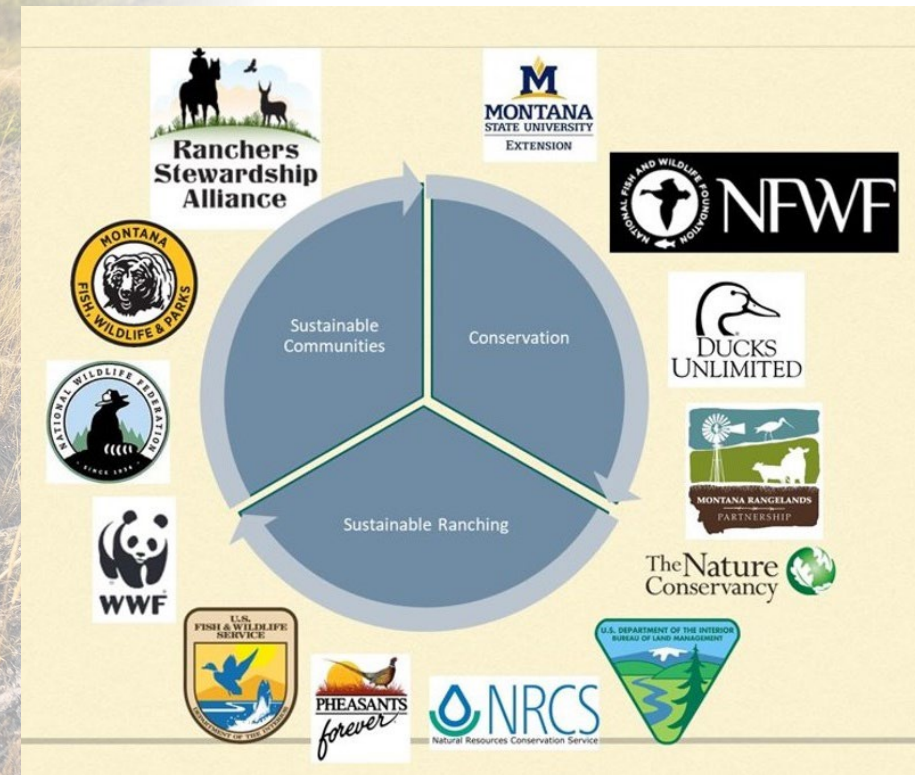 Ranchers
Stewardship
Alliance
M
MONTANA
STATE UNIVERSITY
EXTENSION
NATIONAL FISH AND WILDLIFE FOUNDATION
NFWF
MONTANA
FISH, WILDLIFE & PARKS
Sustainable
Communities
Conservation
DUCKS
UNLIMITED
NATIONAL WILDLIFE FEDERATION
• SINCE 1936 •
MONTANA RANGELANDS
PARTNERSHIP
Sustainable Ranching
WWF
The Nature
Conservancy
U.S.
FISH & WILDLIFE
SERVICE
DEPARTMENT OF THE INTERIOR
PHEASANTS
forever
NRCS
Natural Resources Conservation Service
U.S. DEPARTMENT OF THE INTERIOR
BUREAU OF LAND MANAGEMENT